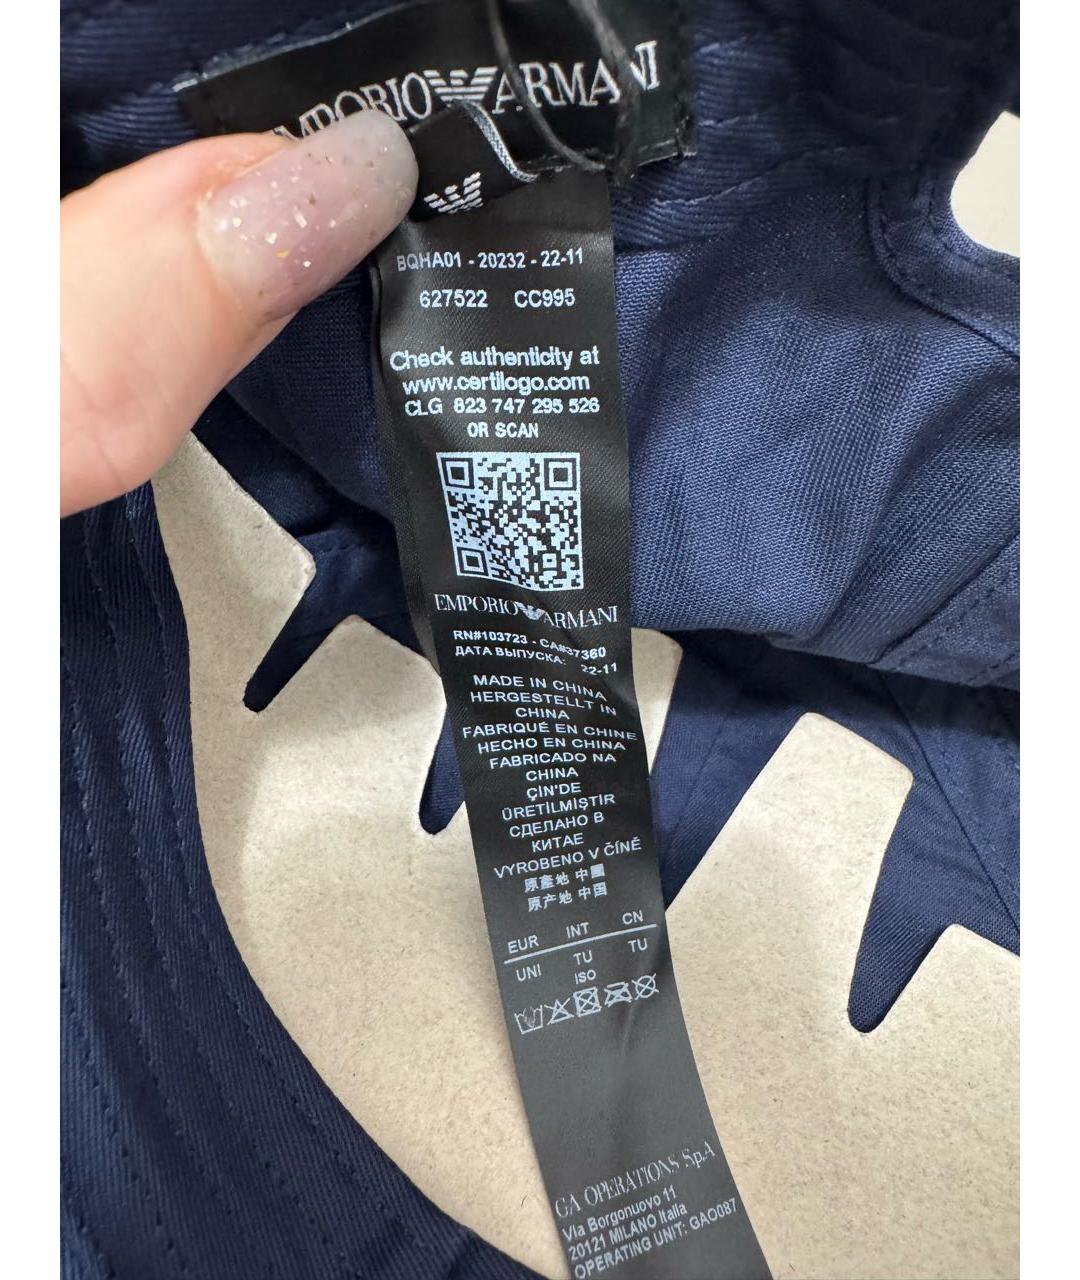 EMPORIO ARMANI
BQHA01 - 20232 - 22-11
627522 CC995
Check authenticity at
www.certilogo.com
CLG 823 747 295 526
OR SCAN
EMPORIO ARMANI
RN#103723 - CA#37360
ДАТА ВЫПУСКА: 22-11
MADE IN CHINA
HERGESTELLT IN
CHINA
FABRIQUÉ EN CHINE
HECHO EN CHINA
FABRICADO NA
CHINA
ÇİN'DE
ÜRETİLMİŞTİR
СДЕЛАНО В
КИТАЕ
VYROBENO V ČÍNĚ
原產地 中國
原产地 中国
EUR INT CN
UNI TU TU
ISO
GA OPERATIONS SpA
Via Borgonuovo 11
20121 MILANO Italia
OPERATING UNIT: GAO087